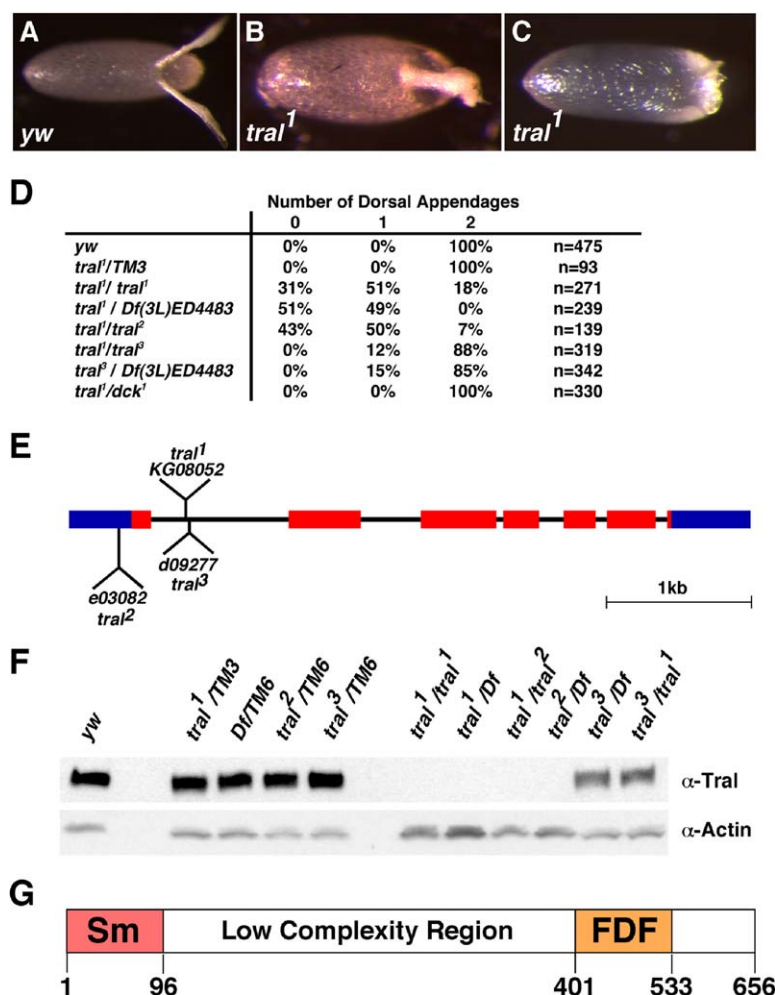 A
B
C
yw
tral1
tral1
D
Number of Dorsal Appendages
0 1 2
yw 0% 0% 100% n=475
tral1/TM3 0% 0% 100% n=93
tral1/ tral1 31% 51% 18% n=271
tral1 / Df(3L)ED4483 51% 49% 0% n=239
tral1/tral2 43% 50% 7% n=139
tral1/tral3 0% 12% 88% n=319
tral3 / Df(3L)ED4483 0% 15% 85% n=342
tral1/dck1 0% 0% 100% n=330
E
tral1
KG08052
d09277
tral3
e03082
tral2
1kb
F
yw
tral1/TM3
Df/TM6
tral2/TM6
tral3/TM6
tral1/tral1
tral1/Df
tral1/tral2
tral2/Df
tral3/Df
tral3/tral1
α-Tral
α-Actin
G
Sm Low Complexity Region FDF
1 96 401 533 656